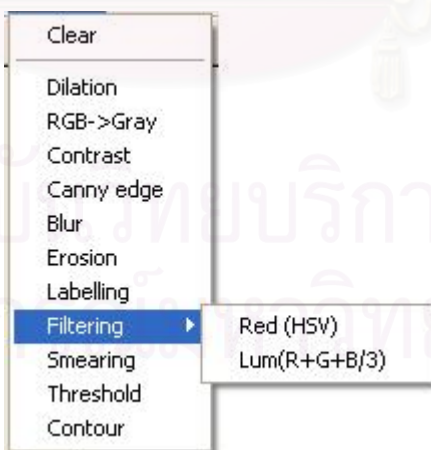 Clear
Dilation
RGB->Gray
Contrast
Canny edge
Blur
Erosion
Labelling
Filtering
Red (HSV)
Lum(R+G+B/3)
Smearing
Threshold
Contour